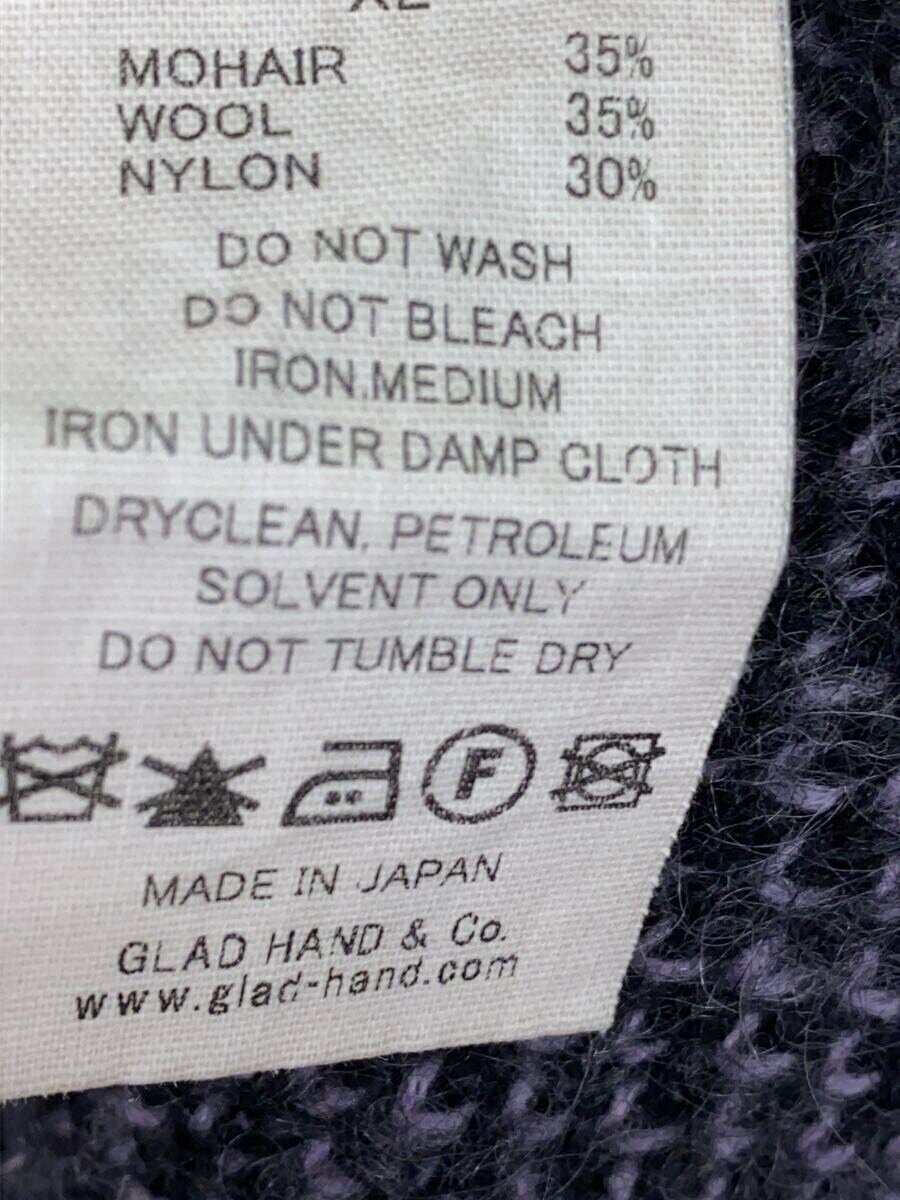 XL
MOHAIR 35%
WOOL 35%
NYLON 30%
DO NOT WASH
DO NOT BLEACH
IRON.MEDIUM
IRON UNDER DAMP CLOTH
DRYCLEAN, PETROLEUM
SOLVENT ONLY
DO NOT TUMBLE DRY
F
MADE IN JAPAN
GLAD HAND & Co.
www.glad-hand.com